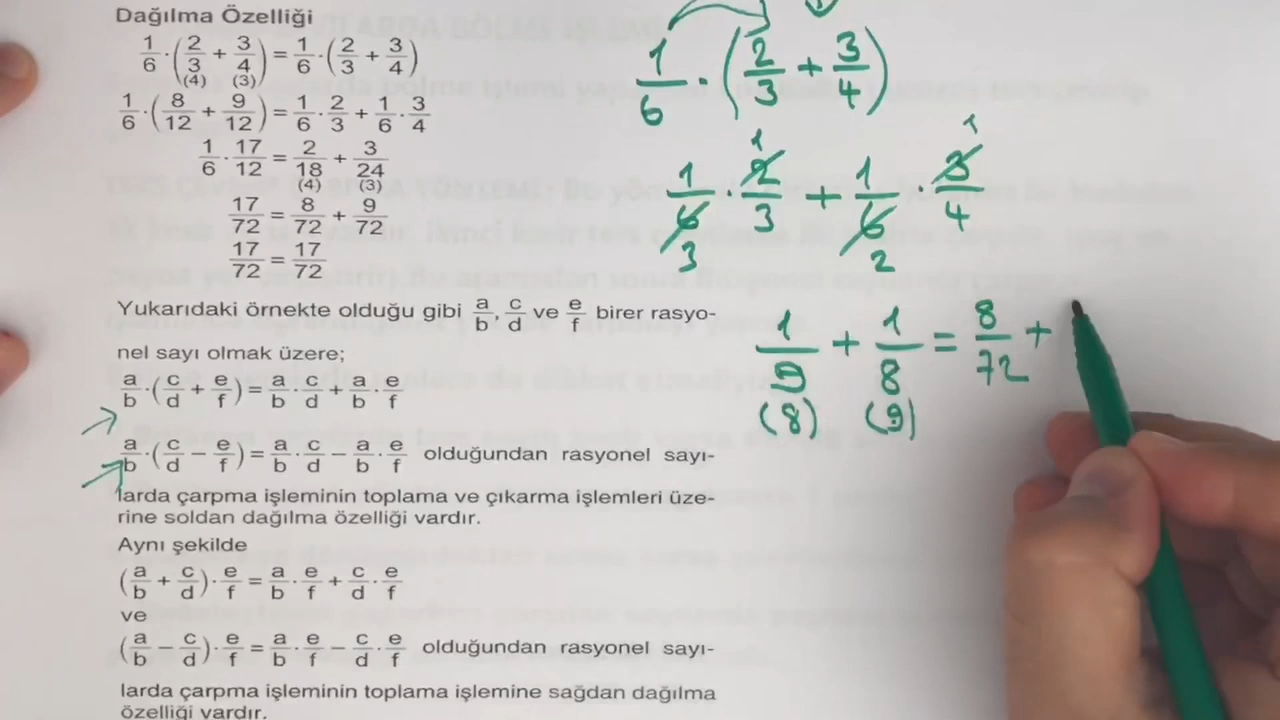 Dağılma Özelliği
1/6 · (2/3 + 3/4) = 1/6 · (2/3 + 3/4)
(4) (3)
1/6 · (8/12 + 9/12) = 1/6 · 2/3 + 1/6 · 3/4
1/6 · 17/12 = 2/18 + 3/24
(4) (3)
17/72 = 8/72 + 9/72
17/72 = 17/72
Yukarıdaki örnekte olduğu gibi a/b, c/d ve e/f birer rasyo-
nel sayı olmak üzere;
a/b · (c/d + e/f) = a/b · c/d + a/b · e/f
a/b · (c/d − e/f) = a/b · c/d − a/b · e/f olduğundan rasyonel sayı-
larda çarpma işleminin toplama ve çıkarma işlemleri üze-
rine soldan dağılma özelliği vardır.
Aynı şekilde
(a/b + c/d) · e/f = a/b · e/f + c/d · e/f
ve
(a/b − c/d) · e/f = a/b · e/f − c/d · e/f olduğundan rasyonel sayı-
larda çarpma işleminin toplama işlemine sağdan dağılma
özelliği vardır.
1/6 · (2/3 + 3/4)
1 1
1/6 · 2/3 + 1/6 · 3/4
3 2
1/9 + 1/8 = 8/72 +
(8) (9)